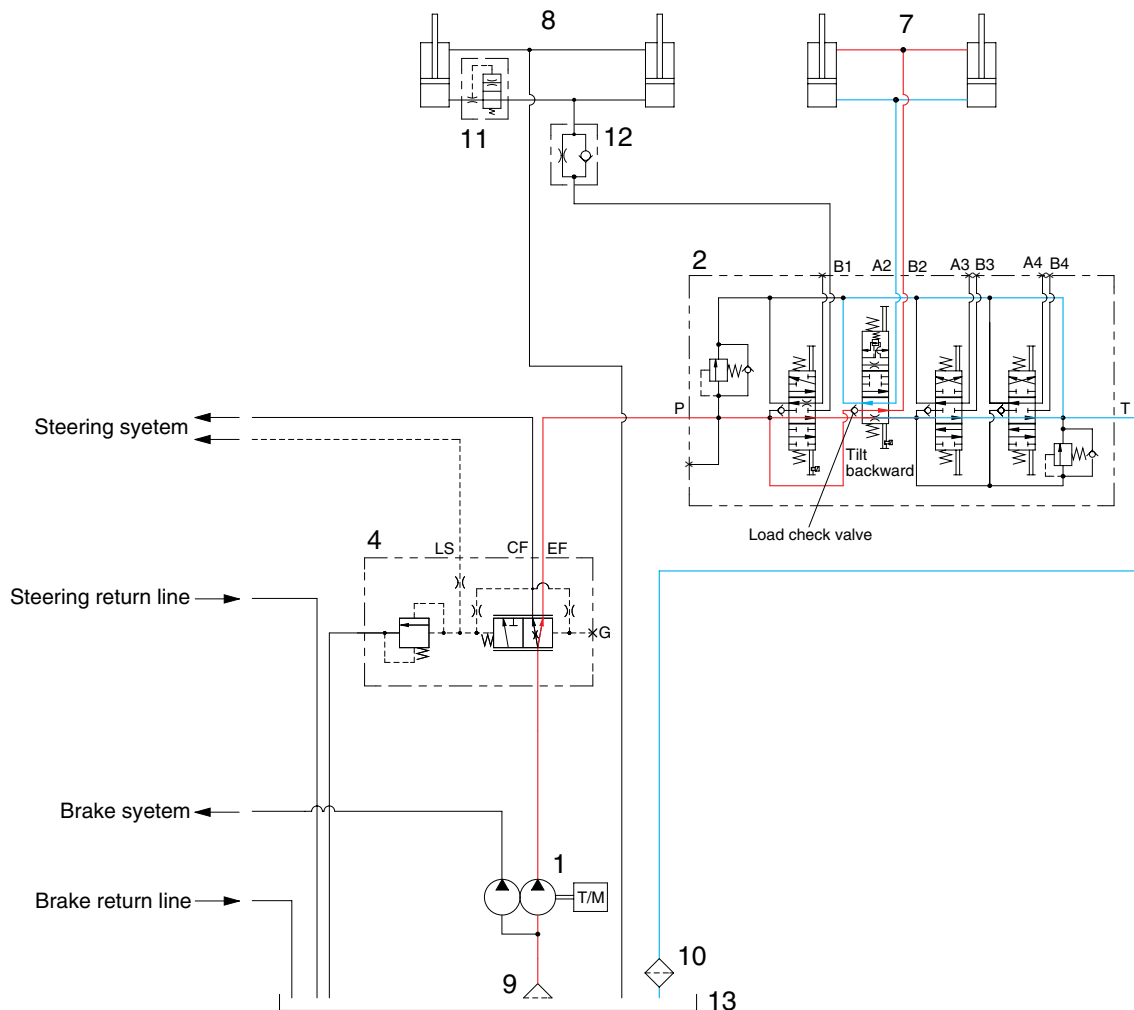 8
7
11
12
2
B1
A2
B2
A3
B3
A4
B4
P
T
Tilt
backward
Load check valve
Steering syetem
4
LS
CF
EF
G
Steering return line
Brake syetem
1
T/M
Brake return line
9
10
13